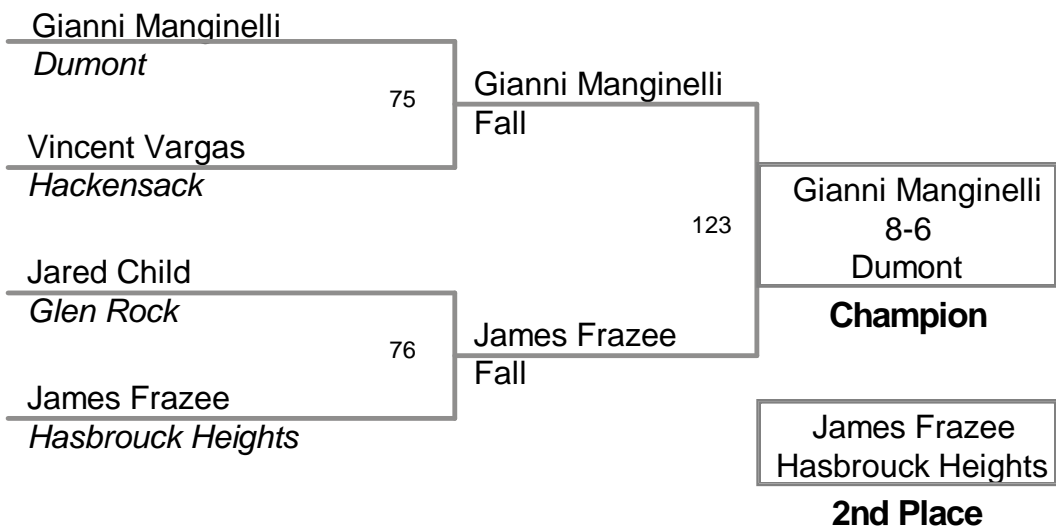 Gianni Manginelli
Dumont
75
Vincent Vargas
Hackensack
Gianni Manginelli
Fall
Jared Child
Glen Rock
76
James Frazee
Hasbrouck Heights
James Frazee
Fall
123
Gianni Manginelli
8-6
Dumont
Champion
James Frazee
Hasbrouck Heights
2nd Place